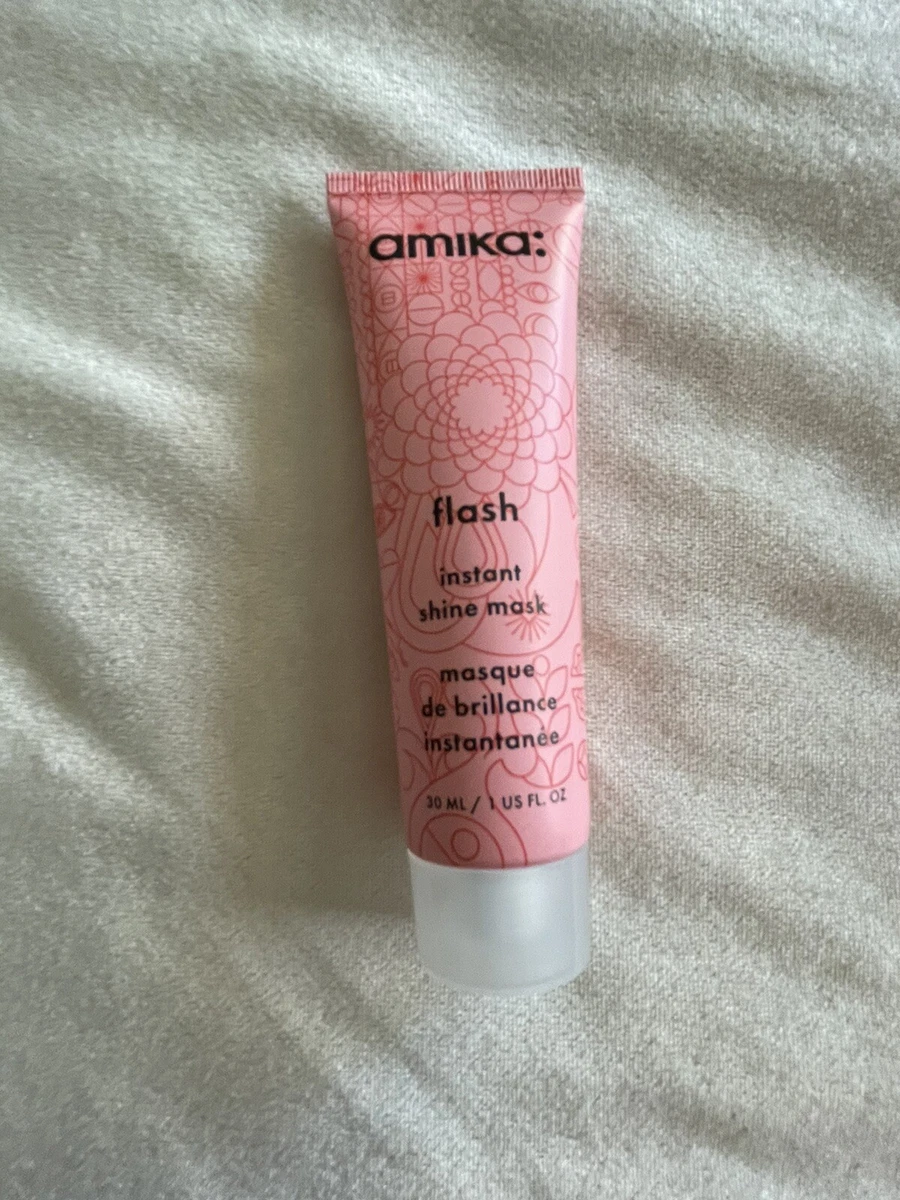 amika:
flash
instant
shine mask
masque
de brillance
instantanée
30 ML / 1 US FL. OZ